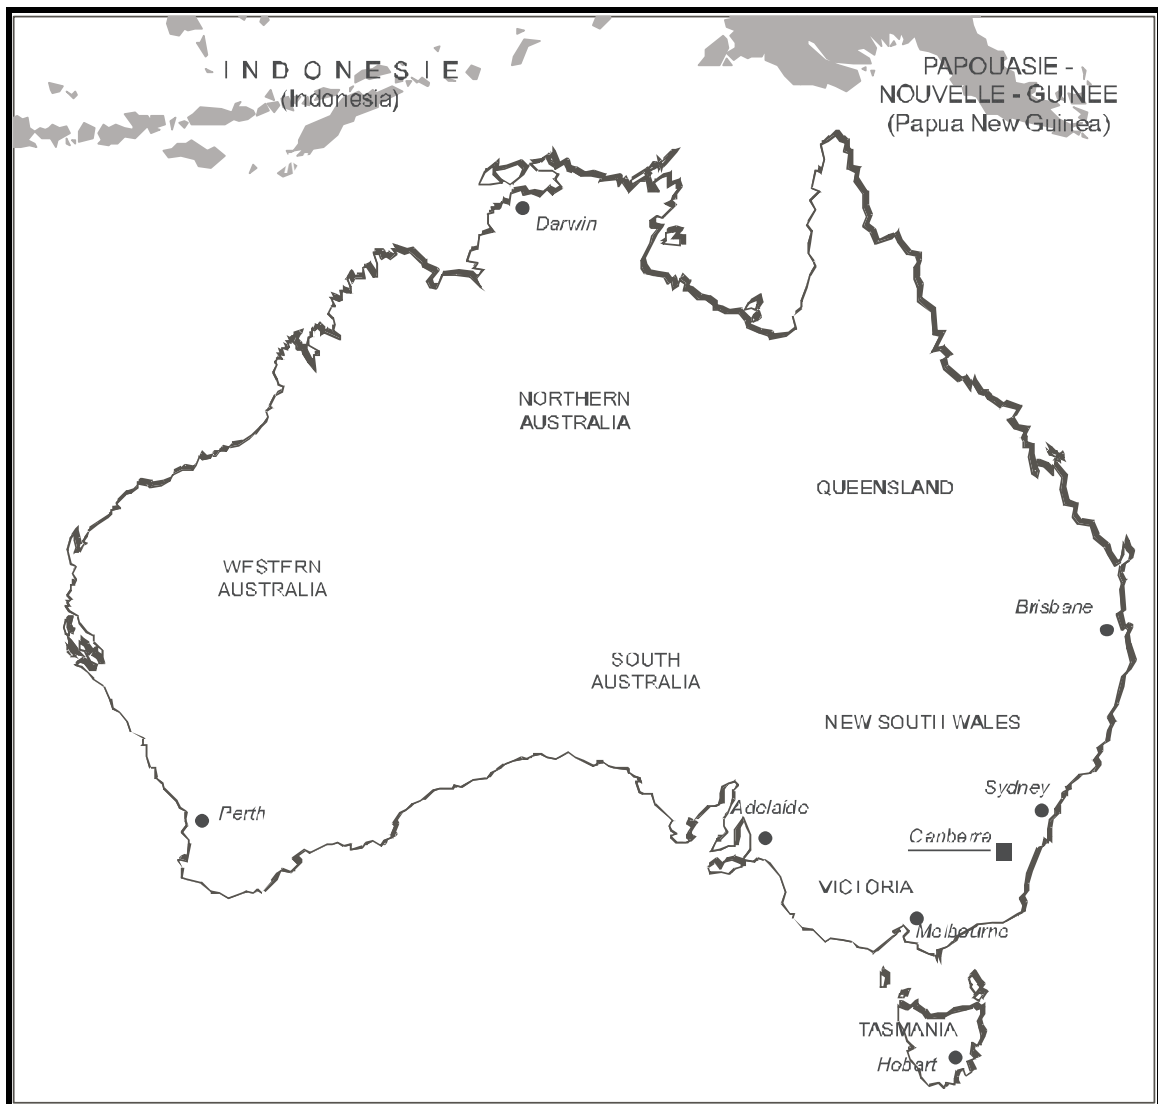 INDONESIE
(Indonesia)
PAPOUASIE -
NOUVELLE - GUINEE
(Papua New Guinea)
Darwin
NORTHERN
AUSTRALIA
QUEENSLAND
WESTERN
AUSTRALIA
Brisbane
SOUTH
AUSTRALIA
NEW SOUTH WALES
Sydney
Perth
Adelaide
Canberra
VICTORIA
Melbourne
TASMANIA
Hobart